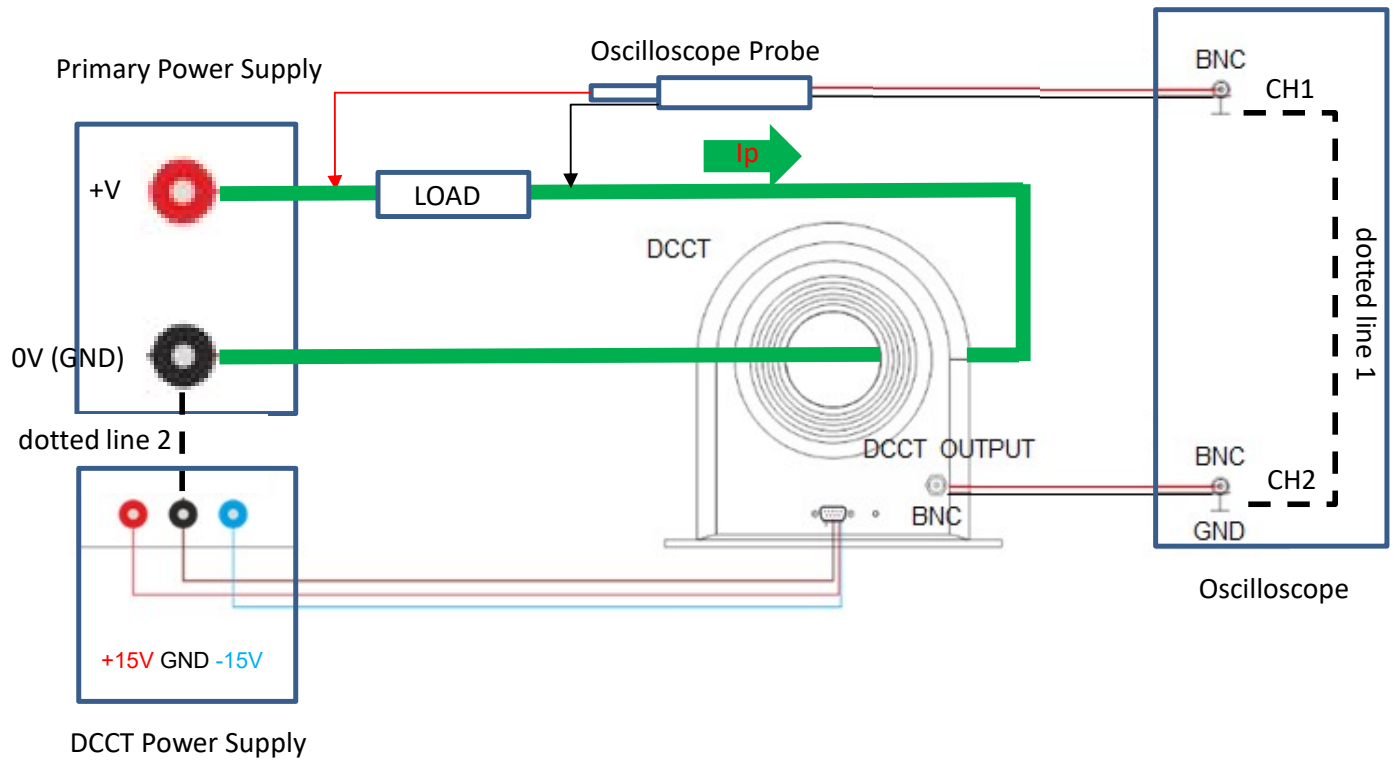 Oscilloscope Probe
BNC
Primary Power Supply
CH1
Ip
+V
LOAD
DCCT
dotted line 1
0V (GND)
dotted line 2
DCCT OUTPUT
BNC
CH2
BNC
GND
Oscilloscope
+15V GND -15V
DCCT Power Supply